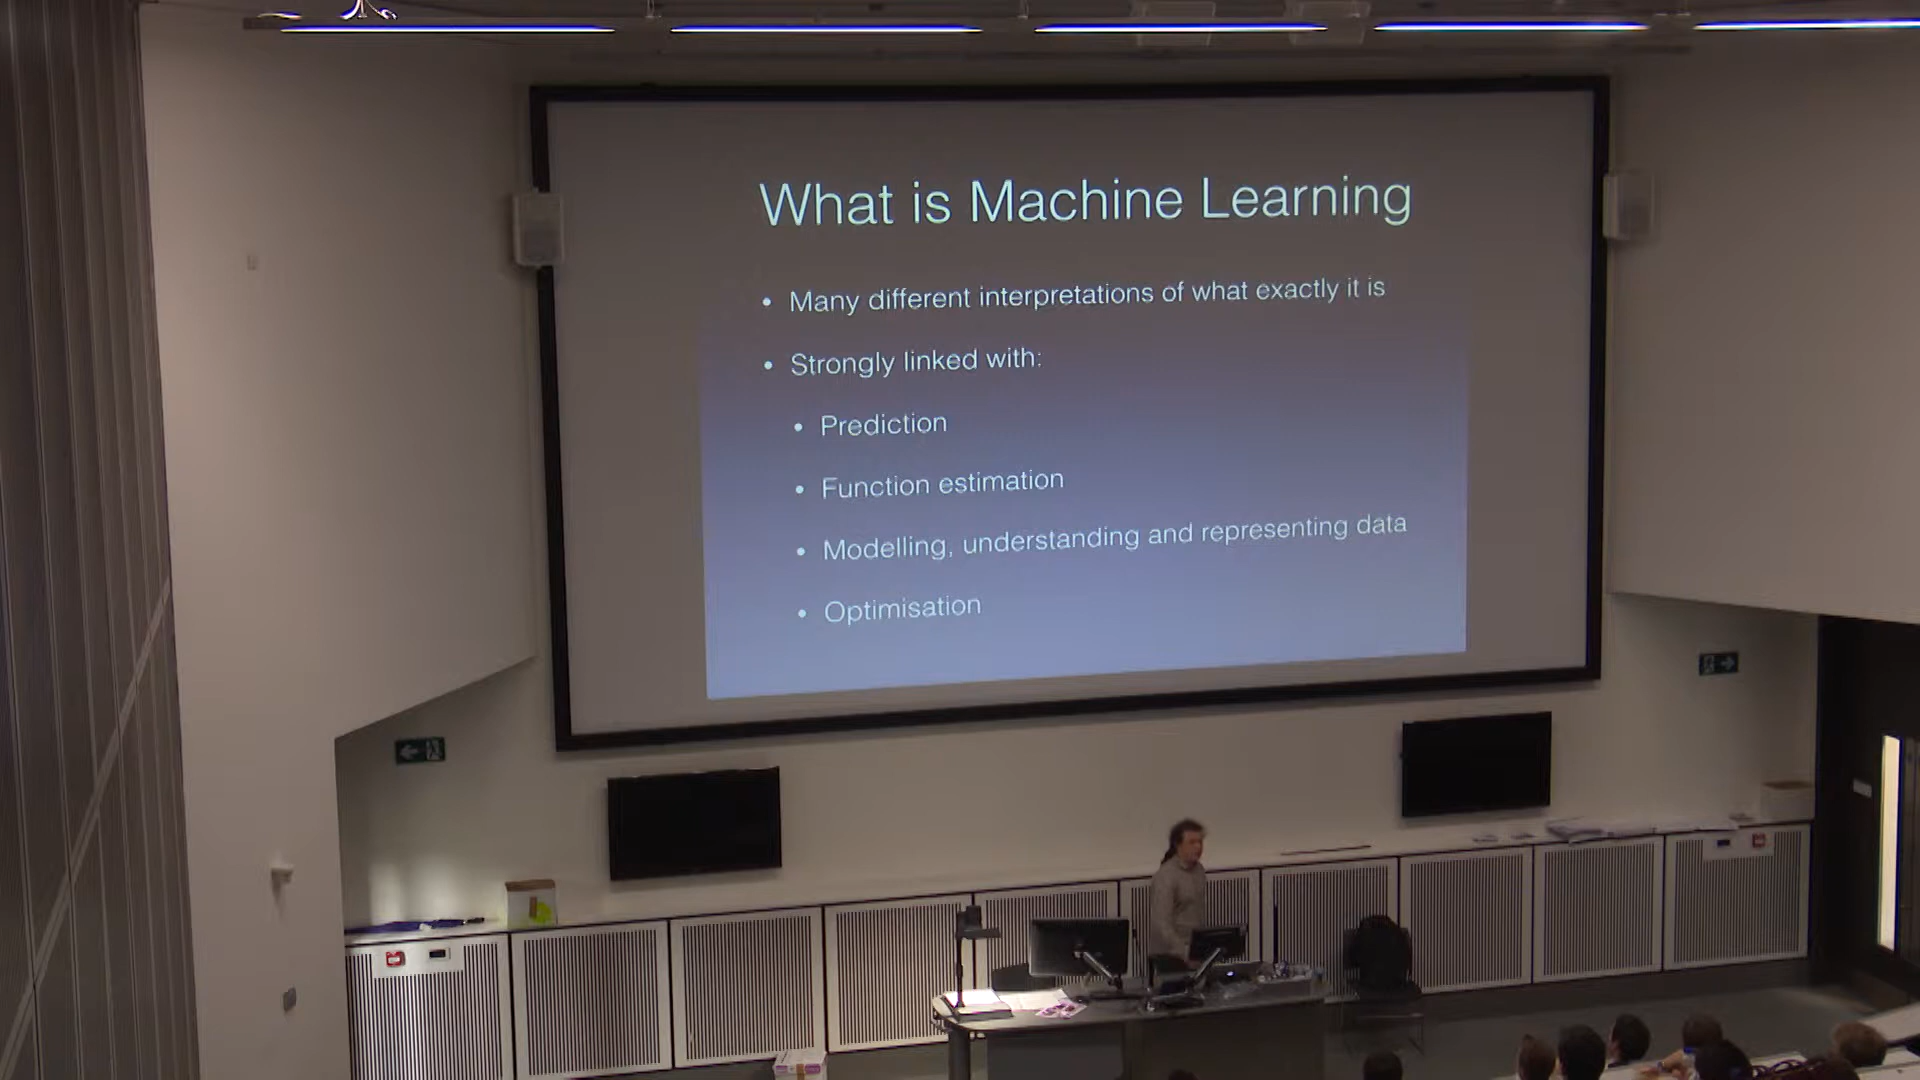 What is Machine Learning
• Many different interpretations of what exactly it is
• Strongly linked with:
• Prediction
• Function estimation
• Modelling, understanding and representing data
• Optimisation